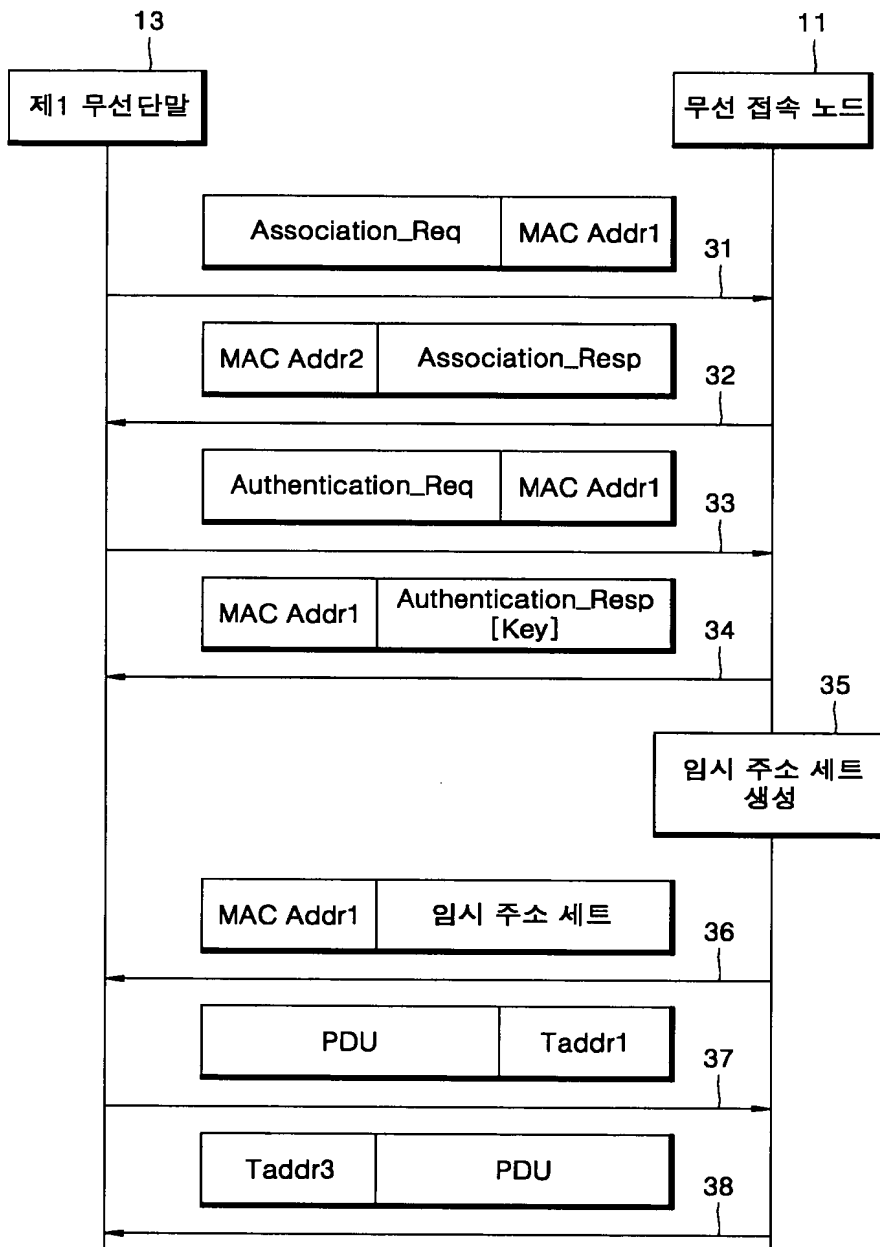 13
11
제1 무선단말
무선 접속 노드
Association_Req
MAC Addr1
31
MAC Addr2
Association_Resp
32
Authentication_Req
MAC Addr1
33
MAC Addr1
Authentication_Resp
[Key]
34
35
임시 주소 세트
생성
MAC Addr1
임시 주소 세트
36
PDU
Taddr1
37
Taddr3
PDU
38